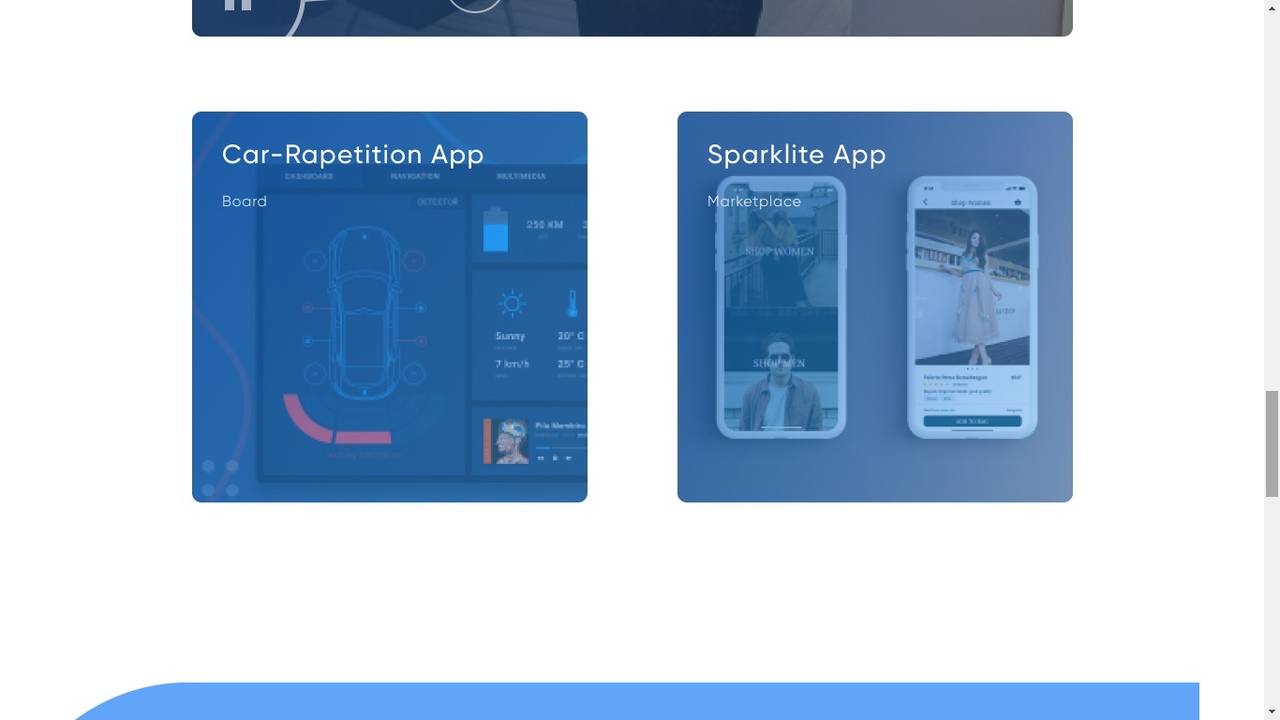 Car-Rapetition App
Board
DASHBOARD
NAVIGATION
MULTIMEDIA
DETECTOR
250 KM
Sunny
20° C
7 km/h
25° C
Sparklite App
Marketplace
SHOP WOMEN
SHOP MEN
Shop Women
ADD TO BAG